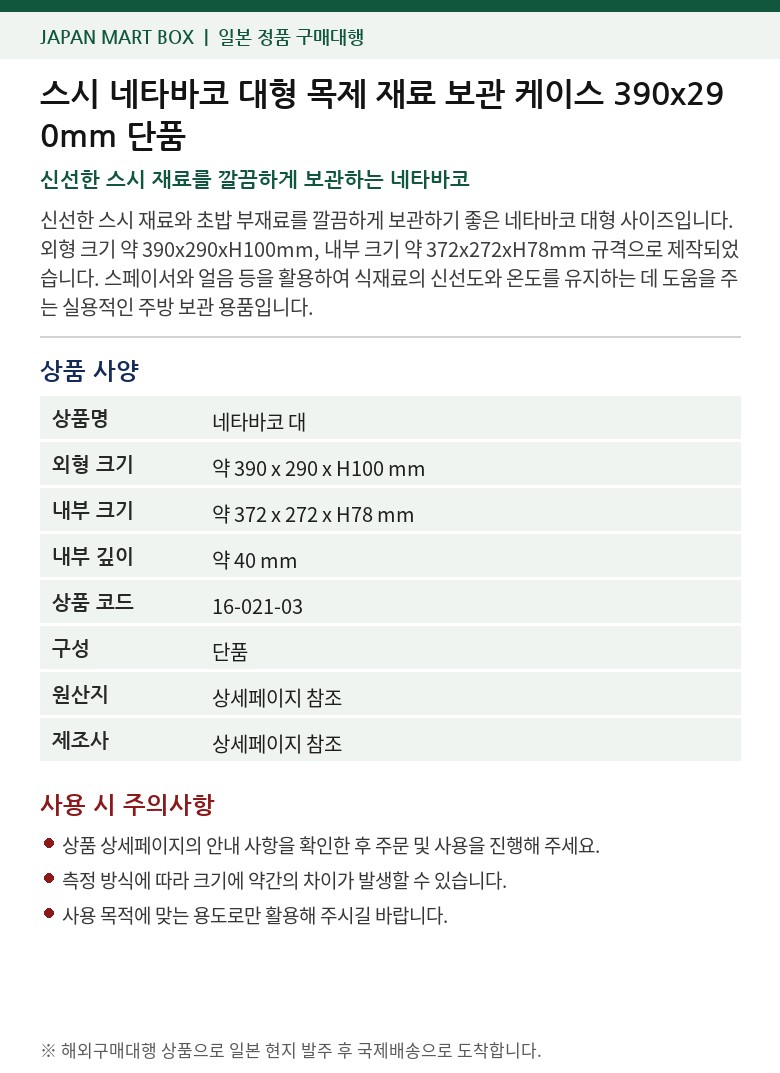 JAPAN MART BOX | 일본 정품 구매대행
스시 네타바코 대형 목제 재료 보관 케이스 390x29
0mm 단품
신선한 스시 재료를 깔끔하게 보관하는 네타바코
신선한 스시 재료와 초밥 부재료를 깔끔하게 보관하기 좋은 네타바코 대형 사이즈입니다.
외형 크기 약 390x290xH100mm, 내부 크기 약 372x272xH78mm 규격으로 제작되었
습니다. 스페이서와 얼음 등을 활용하여 식재료의 신선도와 온도를 유지하는 데 도움을 주
는 실용적인 주방 보관 용품입니다.
상품 사양
상품명 네타바코 대
외형 크기 약 390 x 290 x H100 mm
내부 크기 약 372 x 272 x H78 mm
내부 깊이 약 40 mm
상품 코드 16-021-03
구성 단품
원산지 상세페이지 참조
제조사 상세페이지 참조
사용 시 주의사항
● 상품 상세페이지의 안내 사항을 확인한 후 주문 및 사용을 진행해 주세요.
● 측정 방식에 따라 크기에 약간의 차이가 발생할 수 있습니다.
● 사용 목적에 맞는 용도로만 활용해 주시길 바랍니다.
※ 해외구매대행 상품으로 일본 현지 발주 후 국제배송으로 도착합니다.